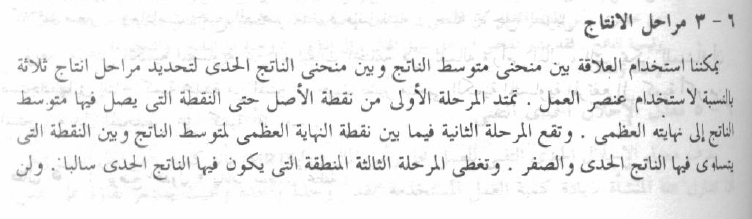 ٦ - ٣ مراحل الانتاج
يمكننا استخدام العلاقة بين منحنى متوسط الناتج وبين منحنى الناتج الحدى لتحديد مراحل انتاج ثلاثة
بالنسبة لاستخدام عنصر العمل . تمتد المرحلة الأولى من نقطة الأصل حتى النقطة التى يصل فيها متوسط
الناتج إلى نهايته العظمى . وتقع المرحلة الثانية فيما بين نقطة النهاية العظمى لمتوسط الناتج وبين النقطة التى
يتساوى فيها الناتج الحدى والصفر . وتغطى المرحلة الثالثة المنطقة التى يكون فيها الناتج الحدى سالبا . ولن